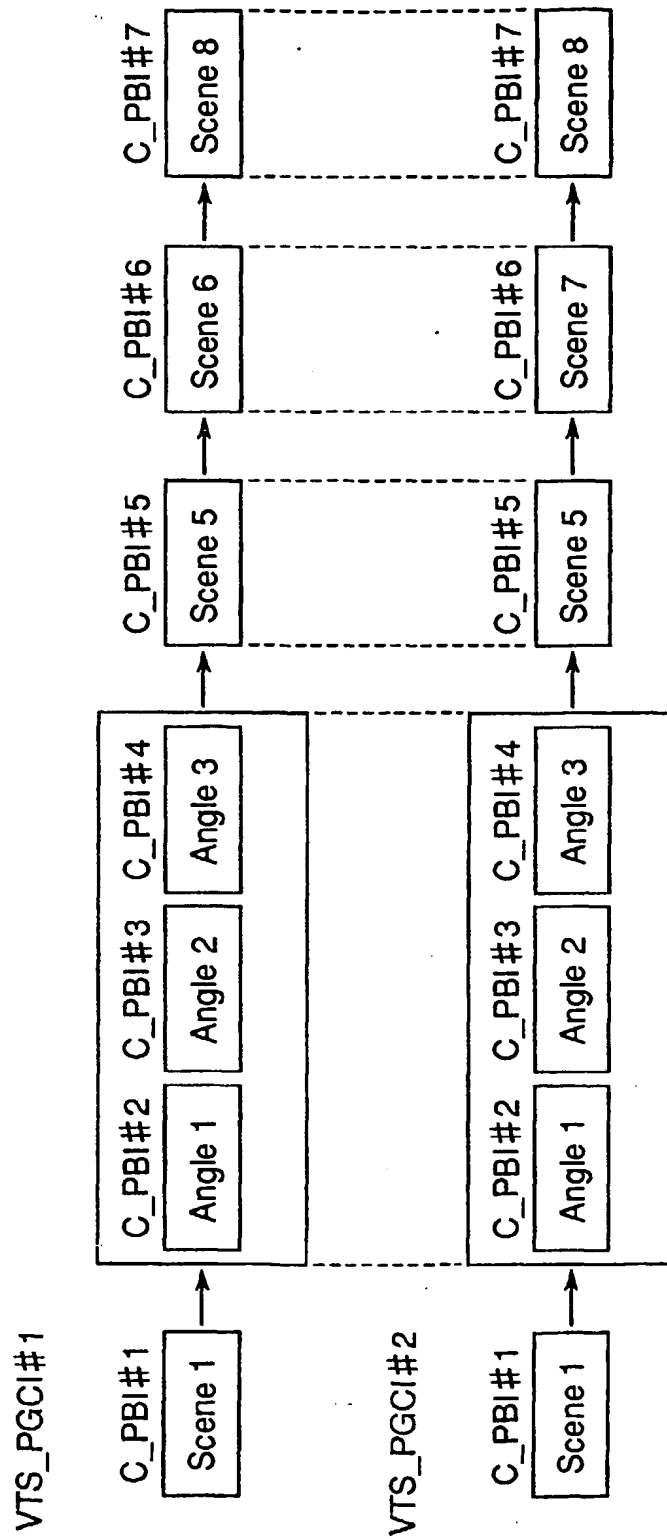 VTS_PGCI#1
C_PBI#1
Scene 1
C_PBI#2
Angle 1
C_PBI#3
Angle 2
C_PBI#4
Angle 3
C_PBI#5
Scene 5
C_PBI#6
Scene 6
C_PBI#7
Scene 8
VTS_PGCI#2
C_PBI#1
Scene 1
C_PBI#2
Angle 1
C_PBI#3
Angle 2
C_PBI#4
Angle 3
C_PBI#5
Scene 5
C_PBI#6
Scene 7
C_PBI#7
Scene 8